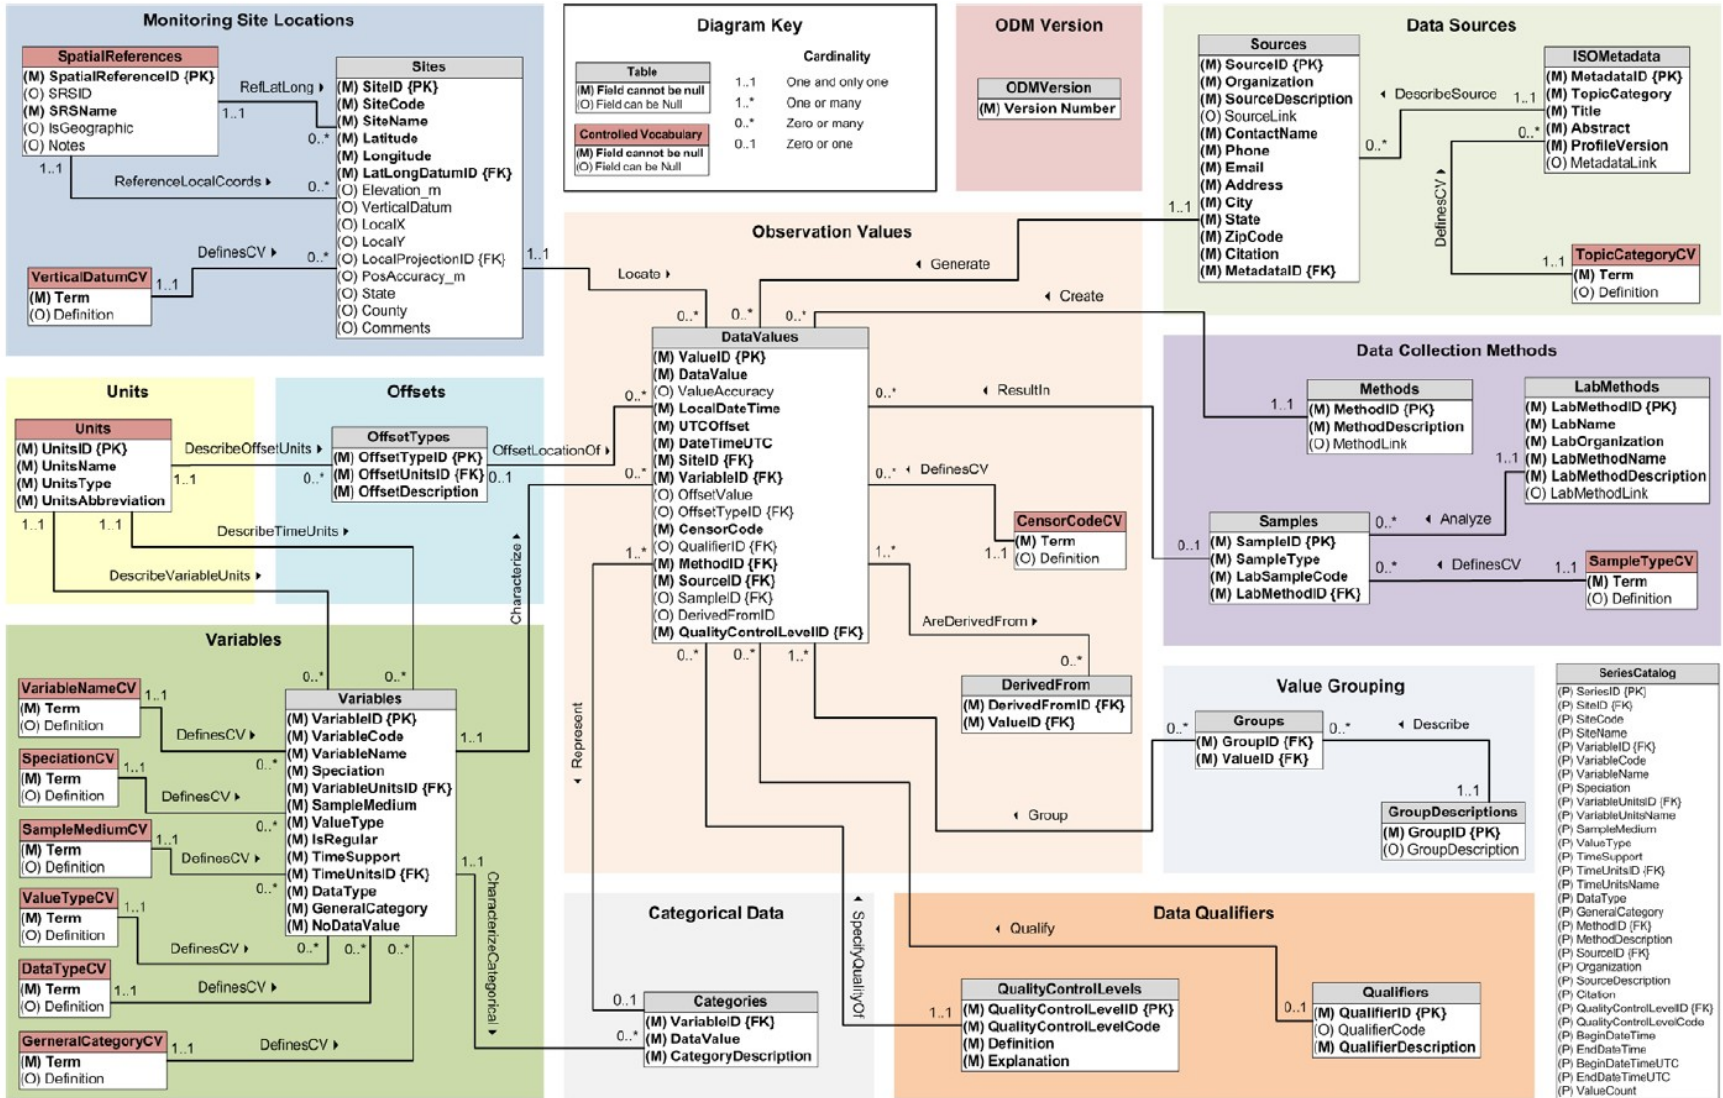 Monitoring Site Locations
SpatialReferences
(M) SpatialReferenceID {PK}
(O) SRSID
(M) SRSName
(O) IsGeographic
(O) Notes
RefLatLong
1..1
0..*
1..1
ReferenceLocalCoords
0..*
Sites
(M) SiteID {PK}
(M) SiteCode
(M) SiteName
(M) Latitude
(M) Longitude
(M) LatLongDatumID {FK}
(O) Elevation_m
(O) VerticalDatum
(O) LocalX
(O) LocalY
(O) LocalProjectionID {FK}
(O) PosAccuracy_m
(O) State
(O) County
(O) Comments
DefinesCV
0..*
1..1
VerticalDatumCV
(M) Term
(O) Definition
1..1
Diagram Key
Table
(M) Field cannot be null
(O) Field can be Null
Controlled Vocabulary
(M) Field cannot be null
(O) Field can be Null
Cardinality
1..1 One and only one
1..* One or many
0..* Zero or many
0..1 Zero or one
ODM Version
ODMVersion
(M) Version Number
Data Sources
Sources
(M) SourceID {PK}
(M) Organization
(M) SourceDescription
(O) SourceLink
(M) ContactName
(M) Phone
(M) Email
(M) Address
(M) City
(M) State
(M) ZipCode
(M) Citation
(M) MetadataID {FK}
1..1
DescribeSource
1..1
0..*
0..*
DefinesCV
1..1
ISOMetadata
(M) MetadataID {PK}
(M) TopicCategory
(M) Title
(M) Abstract
(M) ProfileVersion
(O) MetadataLink
TopicCategoryCV
(M) Term
(O) Definition
Observation Values
Locate
Generate
Create
0..*
0..*
0..*
DataValues
(M) ValueID {PK}
(M) DataValue
(O) ValueAccuracy
(M) LocalDateTime
(M) UTCOffset
(M) DateTimeUTC
(M) SiteID {FK}
(M) VariableID {FK}
(O) OffsetValue
(O) OffsetTypeID {FK}
(M) CensorCode
(O) QualifierID {FK}
(M) MethodID {FK}
(M) SourceID {FK}
(O) SampleID {FK}
(O) DerivedFromID
(M) QualityControlLevelID {FK}
0..*
0..*
1..*
0..*
0..*
1..*
0..*
0..*
1..*
ResultIn
DefinesCV
CensorCodeCV
(M) Term
(O) Definition
1..1
AreDerivedFrom
0..*
DerivedFrom
(M) DerivedFromID {FK}
(M) ValueID {FK}
Group
Represent
Characterize
Units
Units
(M) UnitsID {PK}
(M) UnitsName
(M) UnitsType
(M) UnitsAbbreviation
1..1
1..1
1..1
DescribeOffsetUnits
DescribeTimeUnits
DescribeVariableUnits
Offsets
OffsetTypes
(M) OffsetTypeID {PK}
(M) OffsetUnitsID {FK}
(M) OffsetDescription
0..*
0..1
OffsetLocationOf
Data Collection Methods
Methods
(M) MethodID {PK}
(M) MethodDescription
(O) MethodLink
1..1
LabMethods
(M) LabMethodID {PK}
(M) LabName
(M) LabOrganization
(M) LabMethodName
(M) LabMethodDescription
(O) LabMethodLink
1..1
Samples
(M) SampleID {PK}
(M) SampleType
(M) LabSampleCode
(M) LabMethodID {FK}
0..1
0..*
Analyze
0..*
DefinesCV
1..1
SampleTypeCV
(M) Term
(O) Definition
Variables
VariableNameCV
(M) Term
(O) Definition
1..1
DefinesCV
0..*
SpeciationCV
(M) Term
(O) Definition
1..1
DefinesCV
0..*
SampleMediumCV
(M) Term
(O) Definition
1..1
DefinesCV
0..*
ValueTypeCV
(M) Term
(O) Definition
1..1
DefinesCV
0..*
DataTypeCV
(M) Term
(O) Definition
1..1
DefinesCV
0..*
GerneralCategoryCV
(M) Term
(O) Definition
1..1
DefinesCV
0..*
0..*
0..*
Variables
(M) VariableID {PK}
(M) VariableCode
(M) VariableName
(M) Speciation
(M) VariableUnitsID {FK}
(M) SampleMedium
(M) ValueType
(M) IsRegular
(M) TimeSupport
(M) TimeUnitsID {FK}
(M) DataType
(M) GeneralCategory
(M) NoDataValue
1..1
1..1
CharacterizeCategorical
Categorical Data
0..1
0..*
Categories
(M) VariableID {FK}
(M) DataValue
(M) CategoryDescription
SpecifyQualityOf
Data Qualifiers
Qualify
1..1
QualityControlLevels
(M) QualityControlLevelID {PK}
(M) QualityControlLevelCode
(M) Definition
(M) Explanation
0..1
Qualifiers
(M) QualifierID {PK}
(O) QualifierCode
(M) QualifierDescription
Value Grouping
0..*
Groups
(M) GroupID {FK}
(M) ValueID {FK}
0..*
Describe
1..1
GroupDescriptions
(M) GroupID {PK}
(O) GroupDescription
SeriesCatalog
(P) SeriesID {PK}
(P) SiteID {FK}
(P) SiteCode
(P) SiteName
(P) VariableID {FK}
(P) VariableCode
(P) VariableName
(P) Speciation
(P) VariableUnitsID {FK}
(P) VariableUnitsName
(P) SampleMedium
(P) ValueType
(P) TimeSupport
(P) TimeUnitsID {FK}
(P) TimeUnitsName
(P) DataType
(P) GeneralCategory
(P) MethodID {FK}
(P) MethodDescription
(P) SourceID {FK}
(P) Organization
(P) SourceDescription
(P) Citation
(P) QualityControlLevelID {FK}
(P) QualityControlLevelCode
(P) BeginDateTime
(P) EndDateTime
(P) BeginDateTimeUTC
(P) EndDateTimeUTC
(P) ValueCount